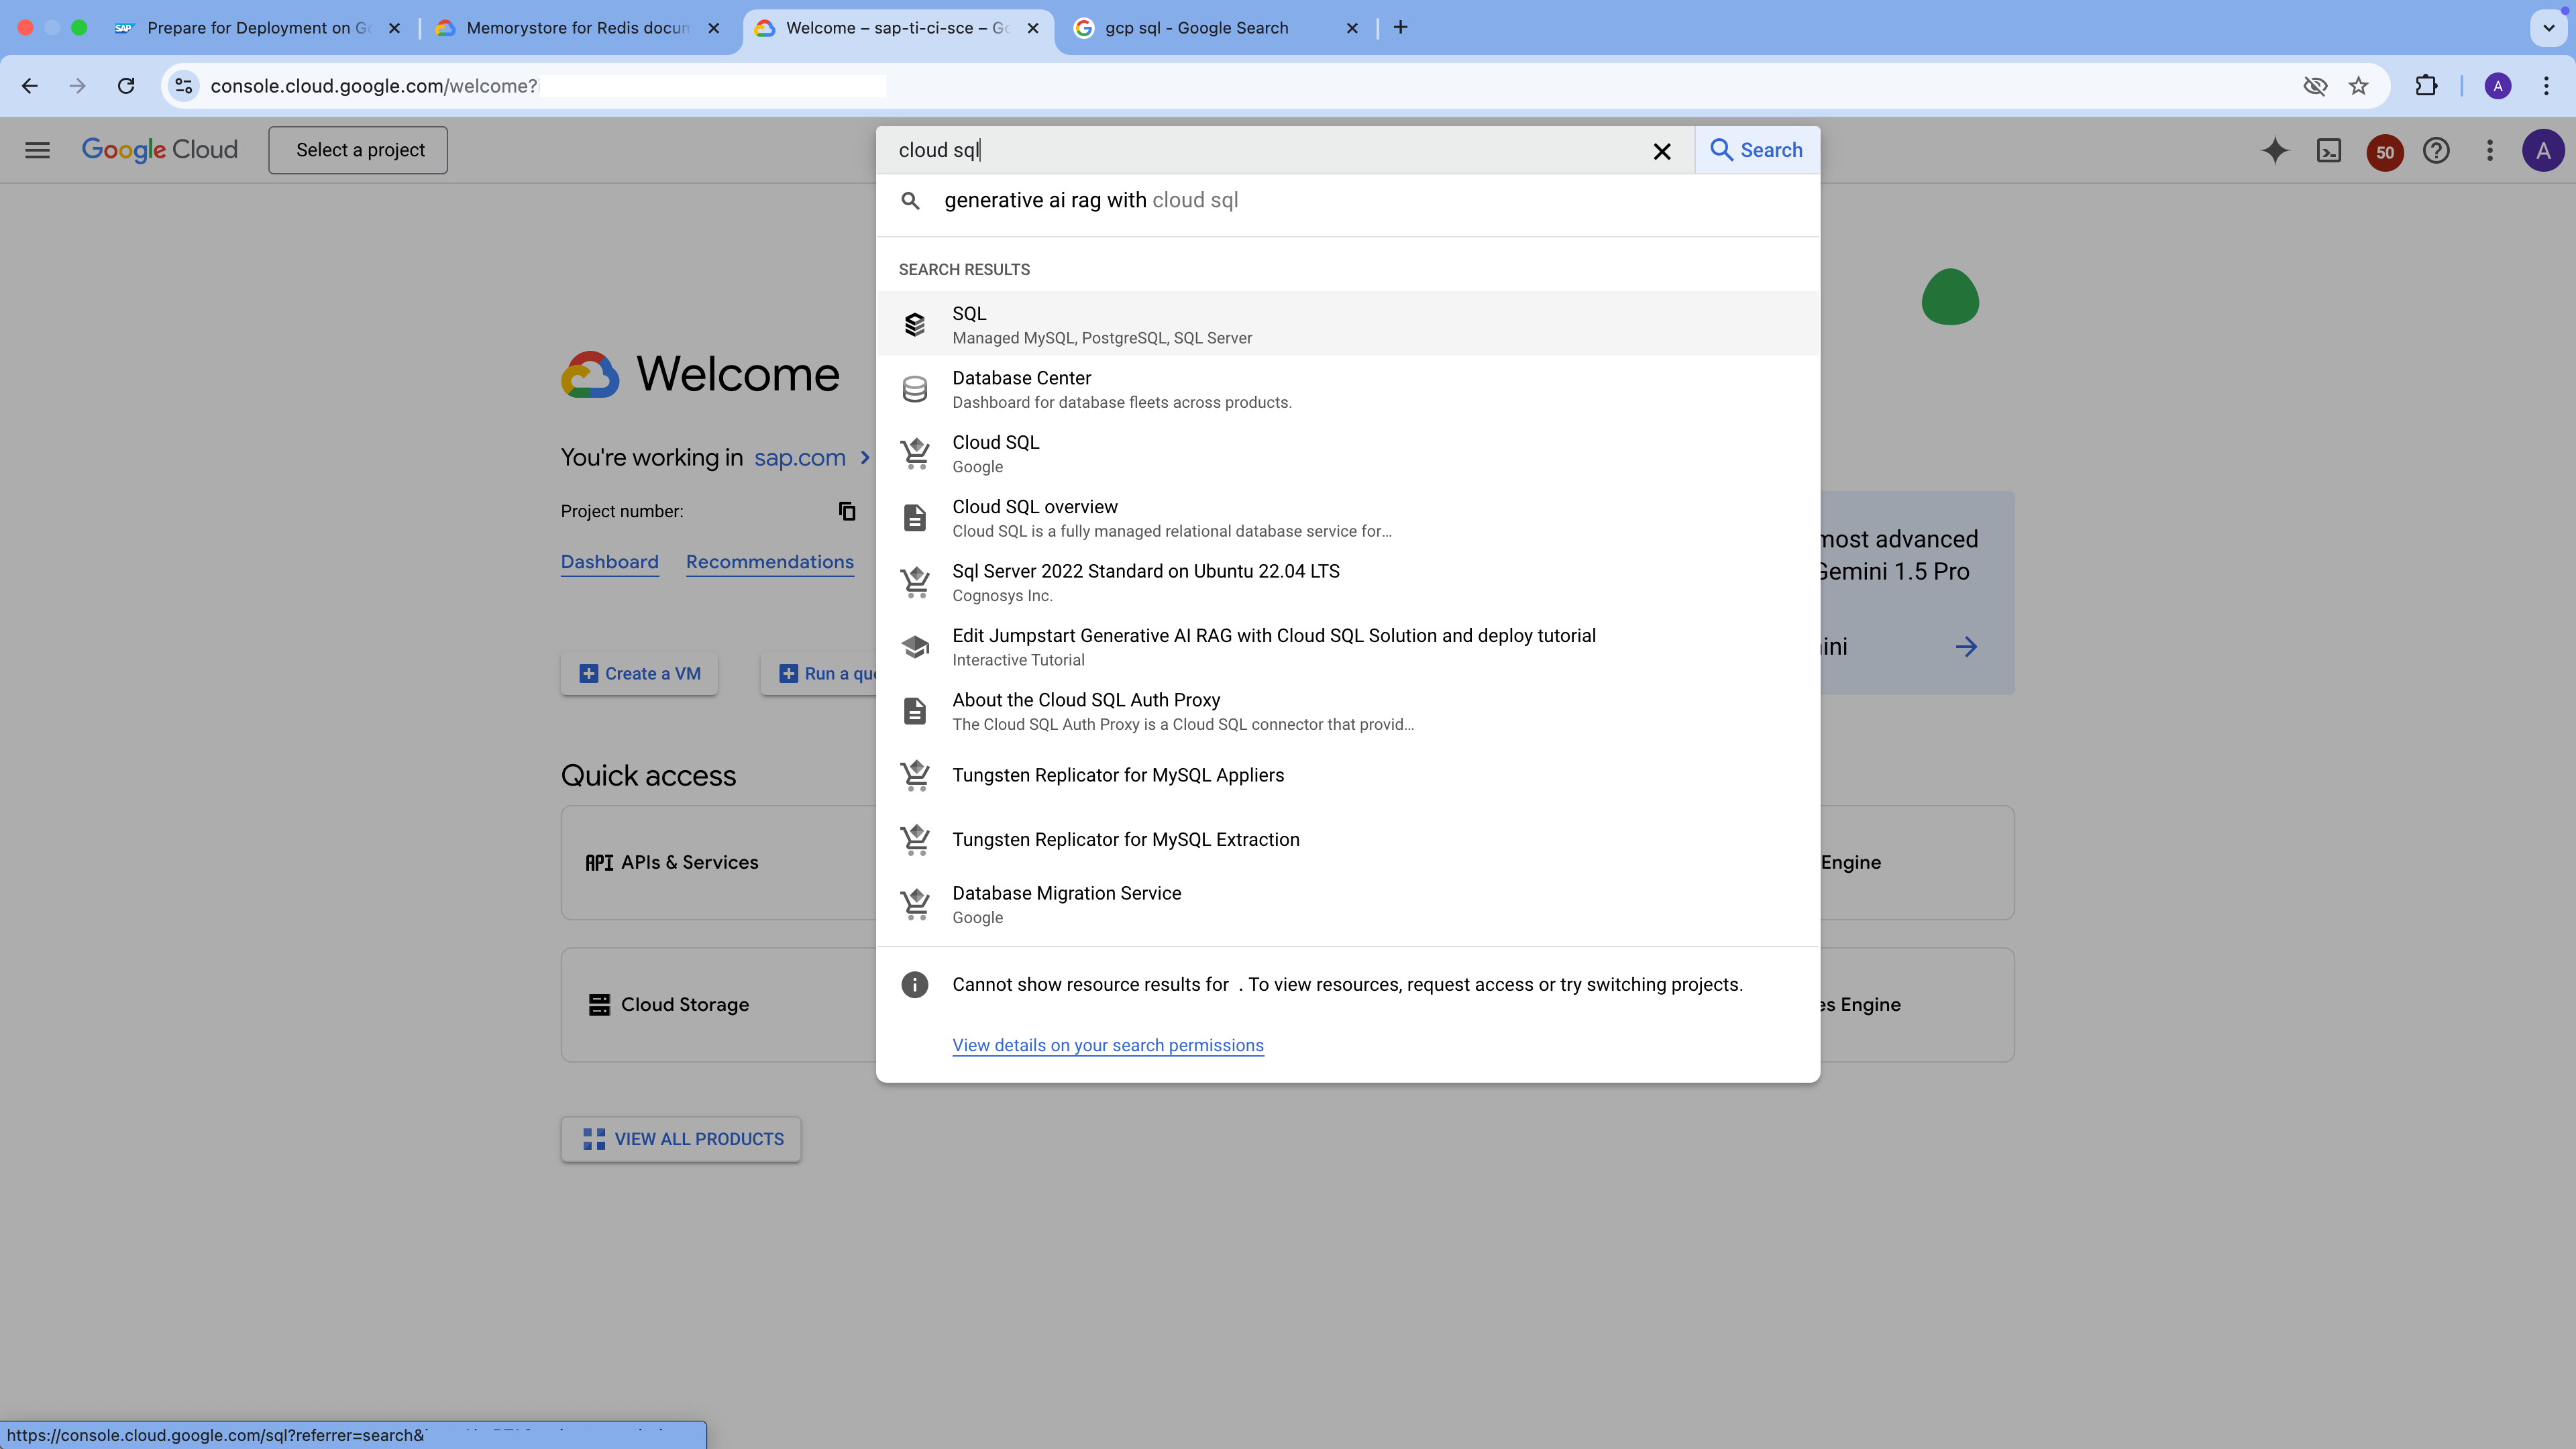 SAP Prepare for Deployment on Go
Memorystore for Redis docum
Welcome – sap-ti-ci-sce – Go
gcp sql - Google Search
console.cloud.google.com/welcome?
A
Google Cloud
Select a project
cloud sql
Search
50
A
generative ai rag with cloud sql
SEARCH RESULTS
SQL
Managed MySQL, PostgreSQL, SQL Server
Database Center
Dashboard for database fleets across products.
Cloud SQL
Google
Cloud SQL overview
Cloud SQL is a fully managed relational database service for...
Sql Server 2022 Standard on Ubuntu 22.04 LTS
Cognosys Inc.
Edit Jumpstart Generative AI RAG with Cloud SQL Solution and deploy tutorial
Interactive Tutorial
About the Cloud SQL Auth Proxy
The Cloud SQL Auth Proxy is a Cloud SQL connector that provid...
Tungsten Replicator for MySQL Appliers
Tungsten Replicator for MySQL Extraction
Database Migration Service
Google
Cannot show resource results for . To view resources, request access or try switching projects.
View details on your search permissions
Welcome
You're working in sap.com
Project number:
Dashboard Recommendations
Create a VM
Run a que
most advanced
Gemini 1.5 Pro
ini
Quick access
API APIs & Services
Engine
Cloud Storage
es Engine
VIEW ALL PRODUCTS
https://console.cloud.google.com/sql?referrer=search&